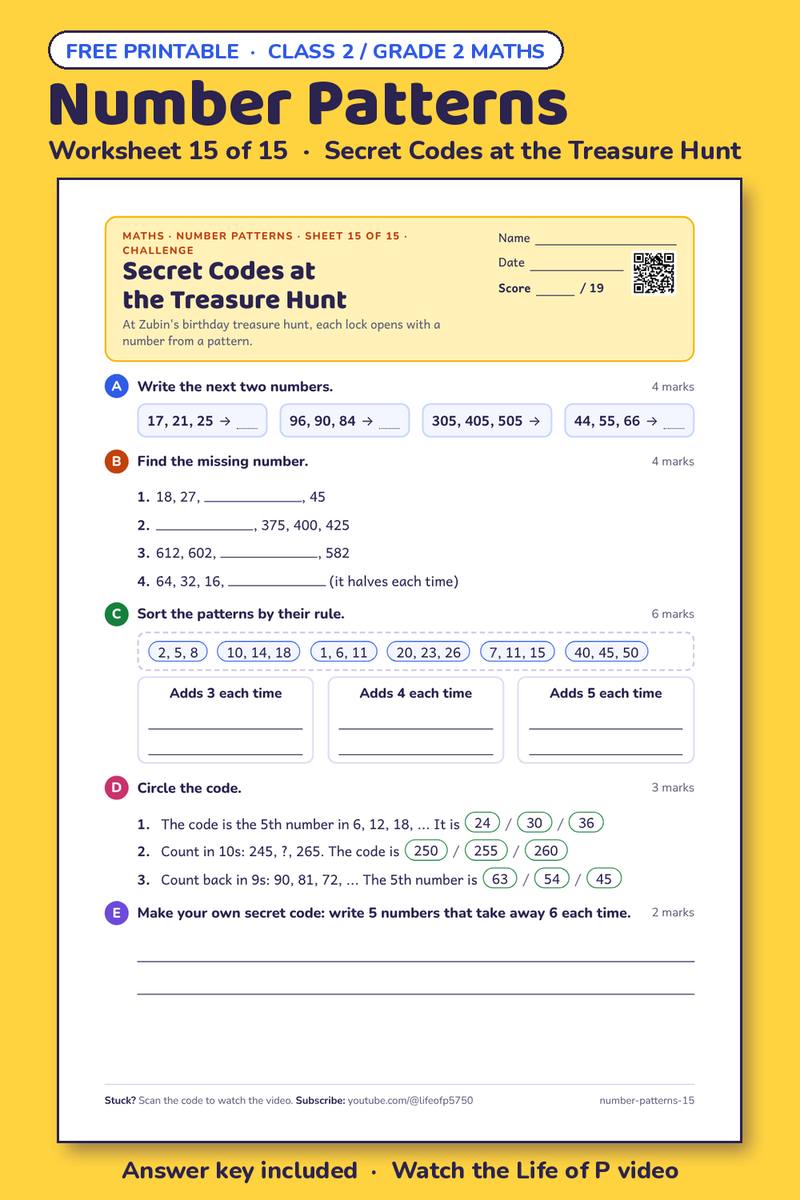 FREE PRINTABLE · CLASS 2 / GRADE 2 MATHS
Number Patterns
Worksheet 15 of 15 · Secret Codes at the Treasure Hunt
MATHS · NUMBER PATTERNS · SHEET 15 OF 15 ·
CHALLENGE
Secret Codes at
the Treasure Hunt
At Zubin's birthday treasure hunt, each lock opens with a
number from a pattern.
Name ____________
Date ____________
Score ______ / 19
A Write the next two numbers. 4 marks
17, 21, 25 → ___ 96, 90, 84 → ___ 305, 405, 505 → 44, 55, 66 → ___
B Find the missing number. 4 marks
1. 18, 27, ____________, 45
2. ____________, 375, 400, 425
3. 612, 602, ____________, 582
4. 64, 32, 16, ____________ (it halves each time)
C Sort the patterns by their rule. 6 marks
2, 5, 8 10, 14, 18 1, 6, 11 20, 23, 26 7, 11, 15 40, 45, 50
Adds 3 each time Adds 4 each time Adds 5 each time
D Circle the code. 3 marks
1. The code is the 5th number in 6, 12, 18, ... It is 24 / 30 / 36
2. Count in 10s: 245, ?, 265. The code is 250 / 255 / 260
3. Count back in 9s: 90, 81, 72, ... The 5th number is 63 / 54 / 45
E Make your own secret code: write 5 numbers that take away 6 each time. 2 marks
Stuck? Scan the code to watch the video. Subscribe: youtube.com/@lifeofp5750 number-patterns-15
Answer key included · Watch the Life of P video